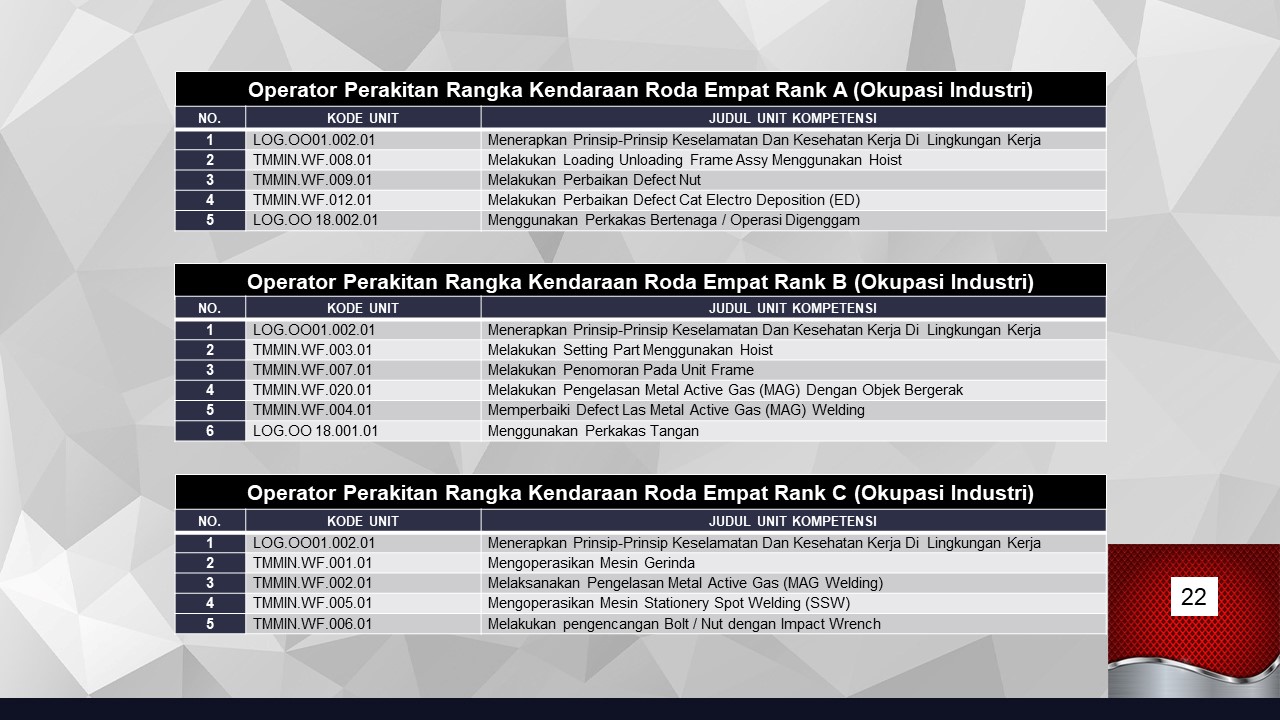 Operator Perakitan Rangka Kendaraan Roda Empat Rank A (Okupasi Industri)
NO. KODE UNIT JUDUL UNIT KOMPETENSI
1 LOG.OO01.002.01 Menerapkan Prinsip-Prinsip Keselamatan Dan Kesehatan Kerja Di Lingkungan Kerja
2 TMMIN.WF.008.01 Melakukan Loading Unloading Frame Assy Menggunakan Hoist
3 TMMIN.WF.009.01 Melakukan Perbaikan Defect Nut
4 TMMIN.WF.012.01 Melakukan Perbaikan Defect Cat Electro Deposition (ED)
5 LOG.OO 18.002.01 Menggunakan Perkakas Bertenaga / Operasi Digenggam
Operator Perakitan Rangka Kendaraan Roda Empat Rank B (Okupasi Industri)
NO. KODE UNIT JUDUL UNIT KOMPETENSI
1 LOG.OO01.002.01 Menerapkan Prinsip-Prinsip Keselamatan Dan Kesehatan Kerja Di Lingkungan Kerja
2 TMMIN.WF.003.01 Melakukan Setting Part Menggunakan Hoist
3 TMMIN.WF.007.01 Melakukan Penomoran Pada Unit Frame
4 TMMIN.WF.020.01 Melakukan Pengelasan Metal Active Gas (MAG) Dengan Objek Bergerak
5 TMMIN.WF.004.01 Memperbaiki Defect Las Metal Active Gas (MAG) Welding
6 LOG.OO 18.001.01 Menggunakan Perkakas Tangan
Operator Perakitan Rangka Kendaraan Roda Empat Rank C (Okupasi Industri)
NO. KODE UNIT JUDUL UNIT KOMPETENSI
1 LOG.OO01.002.01 Menerapkan Prinsip-Prinsip Keselamatan Dan Kesehatan Kerja Di Lingkungan Kerja
2 TMMIN.WF.001.01 Mengoperasikan Mesin Gerinda
3 TMMIN.WF.002.01 Melaksanakan Pengelasan Metal Active Gas (MAG Welding)
4 TMMIN.WF.005.01 Mengoperasikan Mesin Stationery Spot Welding (SSW)
5 TMMIN.WF.006.01 Melakukan pengencangan Bolt / Nut dengan Impact Wrench
22